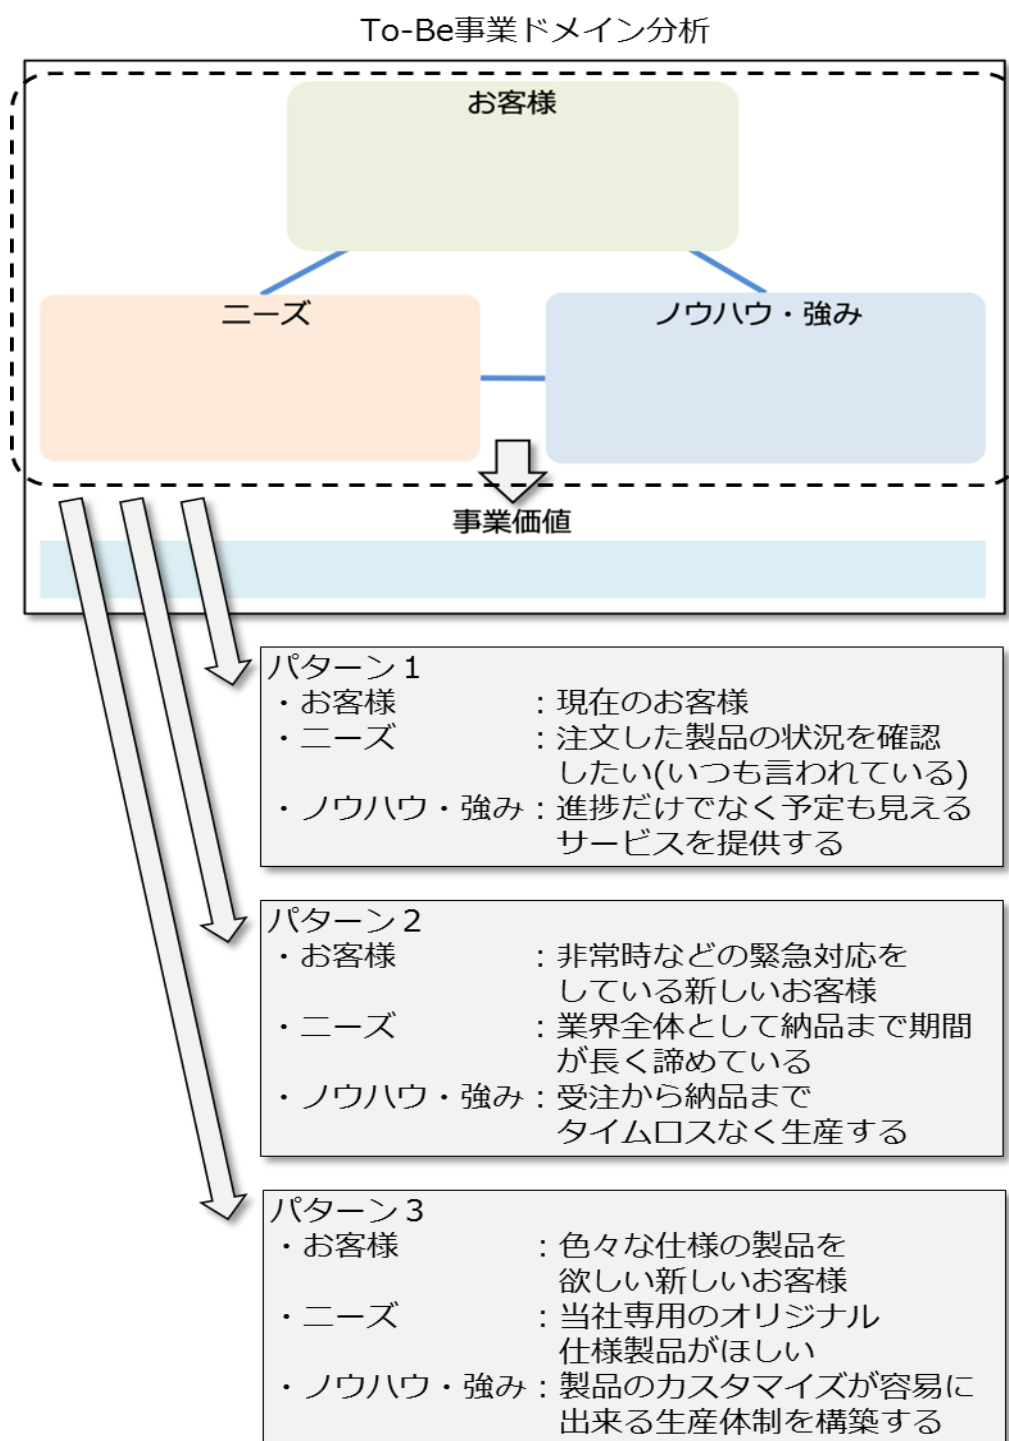 To-Be事業ドメイン分析
お客様
ニーズ
ノウハウ・強み
事業価値
パターン１
・お客様　　　　：現在のお客様
・ニーズ　　　　：注文した製品の状況を確認
したい(いつも言われている)
・ノウハウ・強み：進捗だけでなく予定も見える
サービスを提供する
パターン２
・お客様　　　　：非常時などの緊急対応を
している新しいお客様
・ニーズ　　　　：業界全体として納品まで期間
が長く諦めている
・ノウハウ・強み：受注から納品まで
タイムロスなく生産する
パターン３
・お客様　　　　：色々な仕様の製品を
欲しい新しいお客様
・ニーズ　　　　：当社専用のオリジナル
仕様製品がほしい
・ノウハウ・強み：製品のカスタマイズが容易に
出来る生産体制を構築する